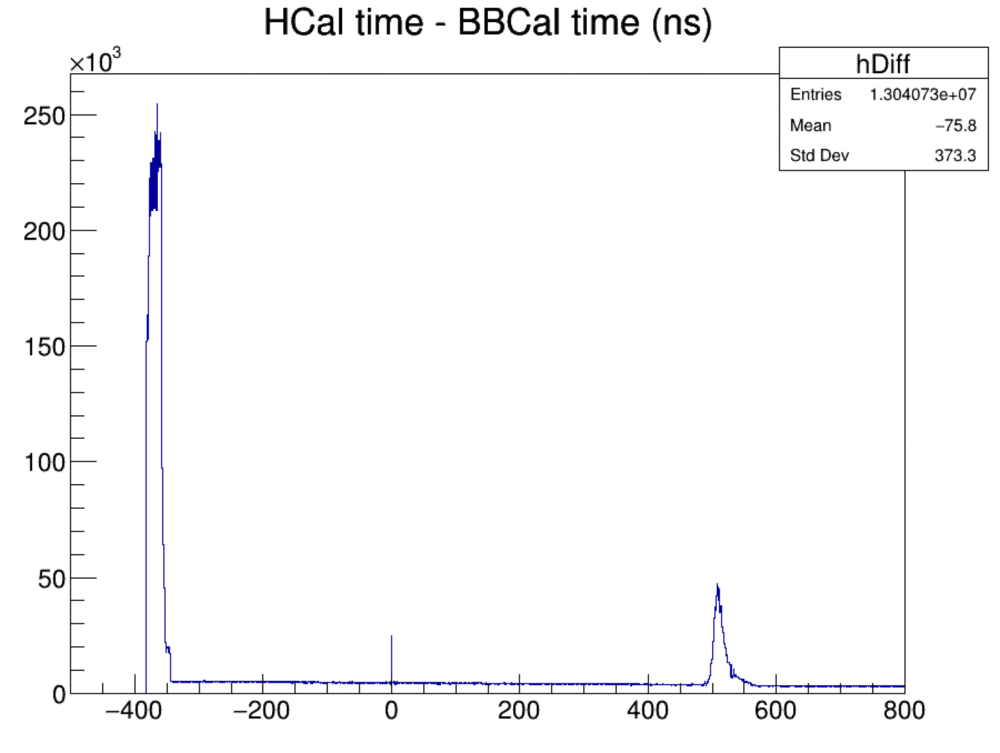 HCal time - BBCal time (ns)
×10³
hDiff
Entries 1.304073e+07
Mean −75.8
Std Dev 373.3
250
200
150
100
50
0
−400 −200 0 200 400 600 800